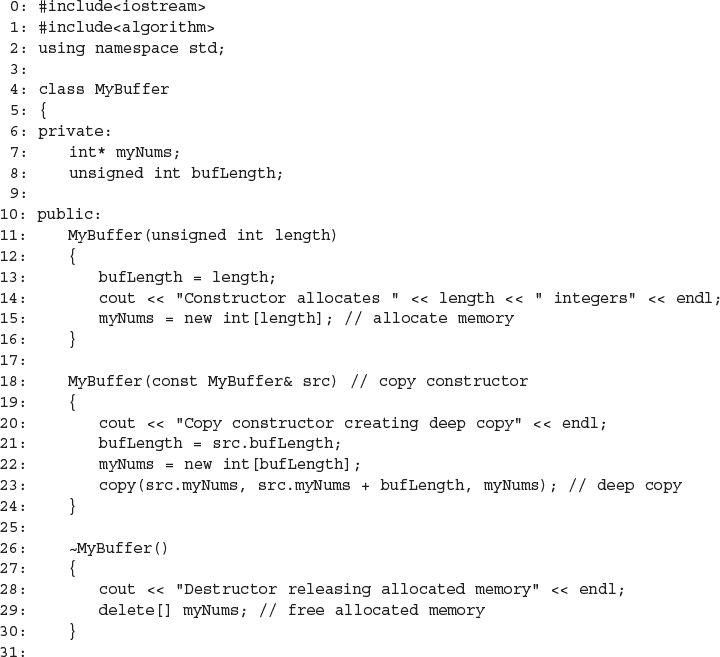 0: #include<iostream>
1: #include<algorithm>
2: using namespace std;
3:
4: class MyBuffer
5: {
6: private:
7:    int* myNums;
8:    unsigned int bufLength;
9:
10: public:
11:    MyBuffer(unsigned int length)
12:    {
13:       bufLength = length;
14:       cout << "Constructor allocates " << length << " integers" << endl;
15:       myNums = new int[length]; // allocate memory
16:    }
17:
18:    MyBuffer(const MyBuffer& src) // copy constructor
19:    {
20:       cout << "Copy constructor creating deep copy" << endl;
21:       bufLength = src.bufLength;
22:       myNums = new int[bufLength];
23:       copy(src.myNums, src.myNums + bufLength, myNums); // deep copy
24:    }
25:
26:    ~MyBuffer()
27:    {
28:       cout << "Destructor releasing allocated memory" << endl;
29:       delete[] myNums; // free allocated memory
30:    }
31: